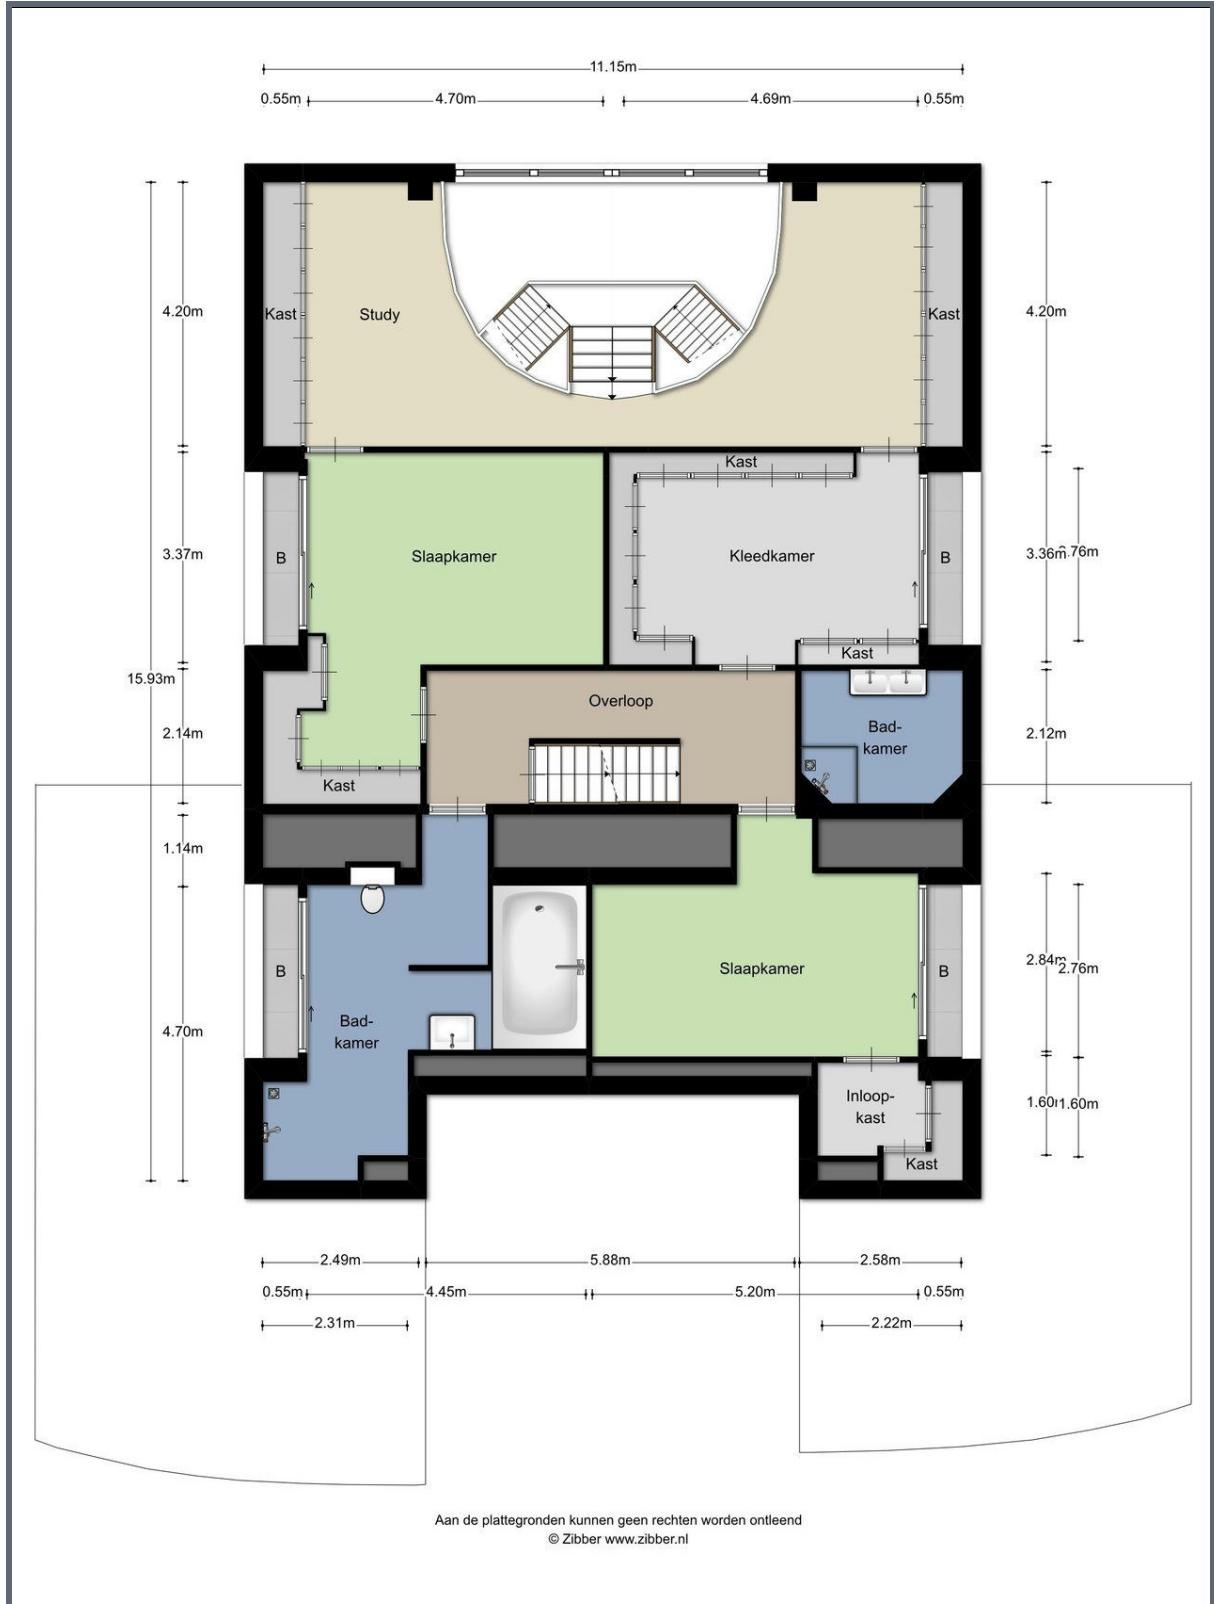 11.15m
0.55m 4.70m 4.69m 0.55m
4.20m
Kast
Study
Kast
4.20m
Kast
3.37m
B
Slaapkamer
Kleedkamer
B
3.36m
2.76m
Kast
15.93m
Overloop
2.14m
Bad-
kamer
2.12m
Kast
1.14m
B
Slaapkamer
B
2.84m
2.76m
4.70m
Bad-
kamer
Inloop-
kast
1.60m
1.60m
Kast
2.49m 5.88m 2.58m
0.55m 4.45m 5.20m 0.55m
2.31m 2.22m
Aan de plattegronden kunnen geen rechten worden ontleend
© Zibber www.zibber.nl